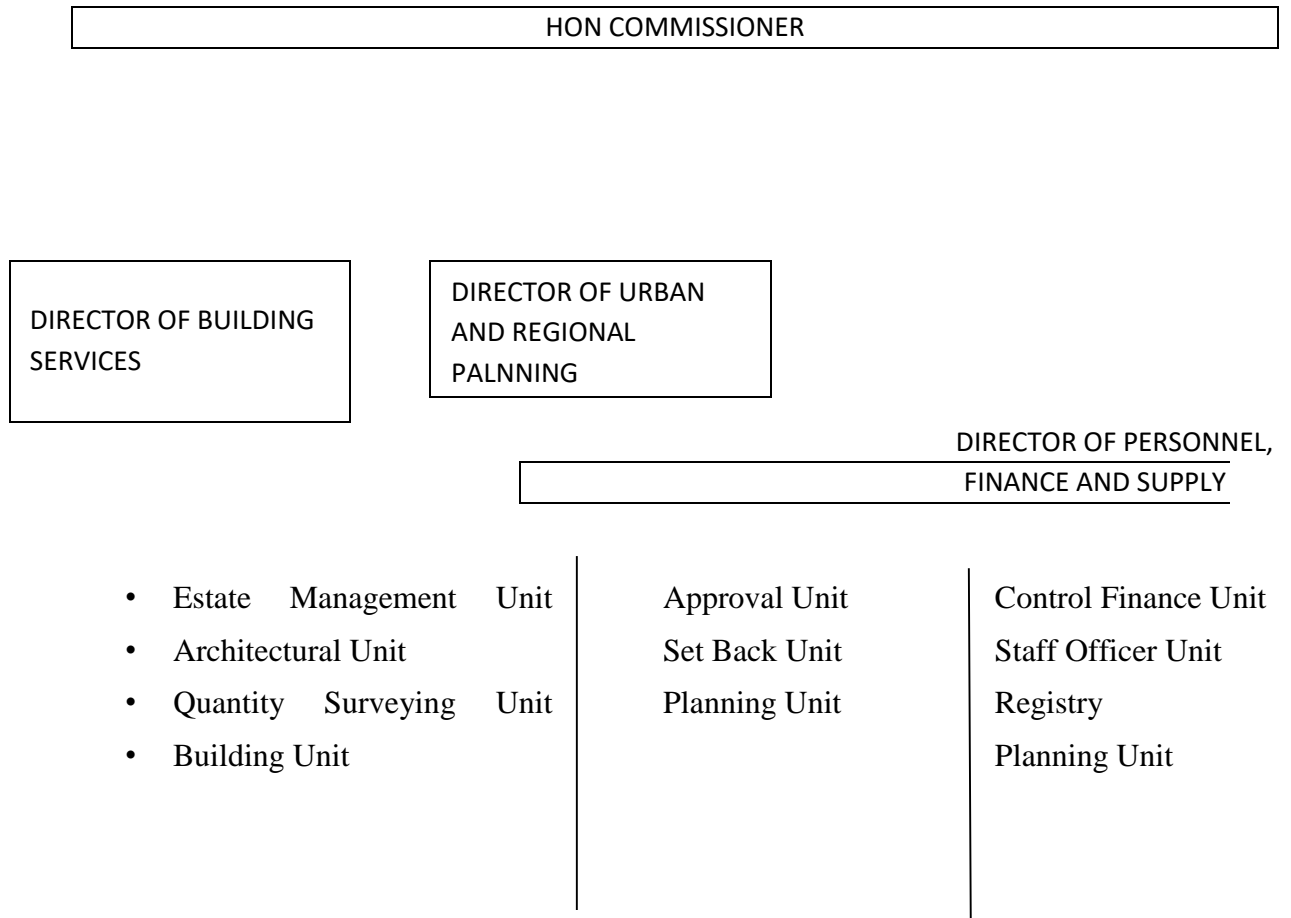 HON COMMISSIONER
DIRECTOR OF BUILDING
SERVICES
DIRECTOR OF URBAN
AND REGIONAL
PALNNING
DIRECTOR OF PERSONNEL,
FINANCE AND SUPPLY
• Estate Management Unit
• Architectural Unit
• Quantity Surveying Unit
• Building Unit
Approval Unit
Set Back Unit
Planning Unit
Control Finance Unit
Staff Officer Unit
Registry
Planning Unit